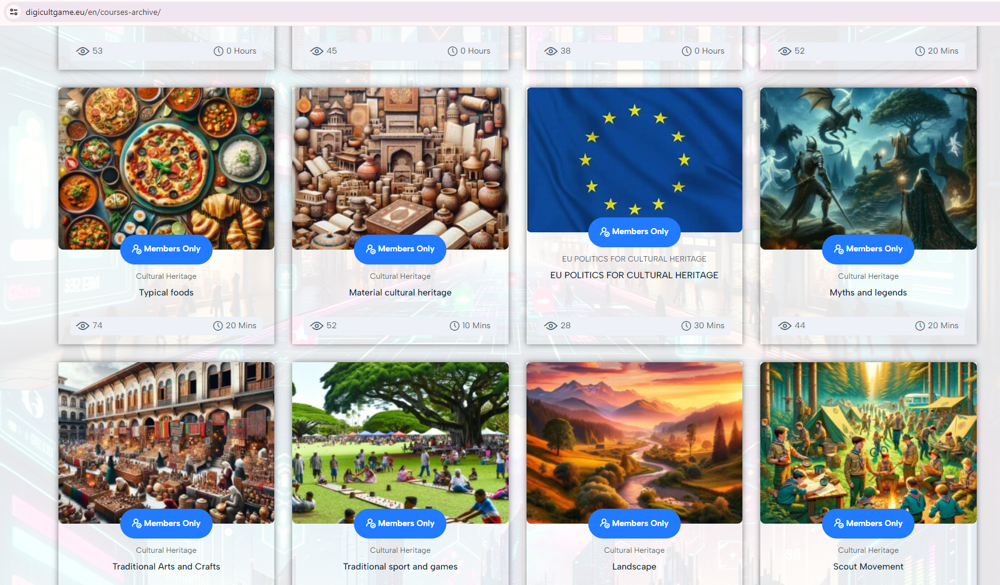 digicultgame.eu/en/courses-archive/
53 0 Hours 45 0 Hours 38 0 Hours 52 20 Mins
Members Only
Cultural Heritage
Typical foods
74 20 Mins
Members Only
Cultural Heritage
Material cultural heritage
52 10 Mins
Members Only
EU POLITICS FOR CULTURAL HERITAGE
EU POLITICS FOR CULTURAL HERITAGE
28 30 Mins
Members Only
Cultural Heritage
Myths and legends
44 20 Mins
Members Only
Cultural Heritage
Traditional Arts and Crafts
Members Only
Cultural Heritage
Traditional sport and games
Members Only
Cultural Heritage
Landscape
Members Only
Cultural Heritage
Scout Movement